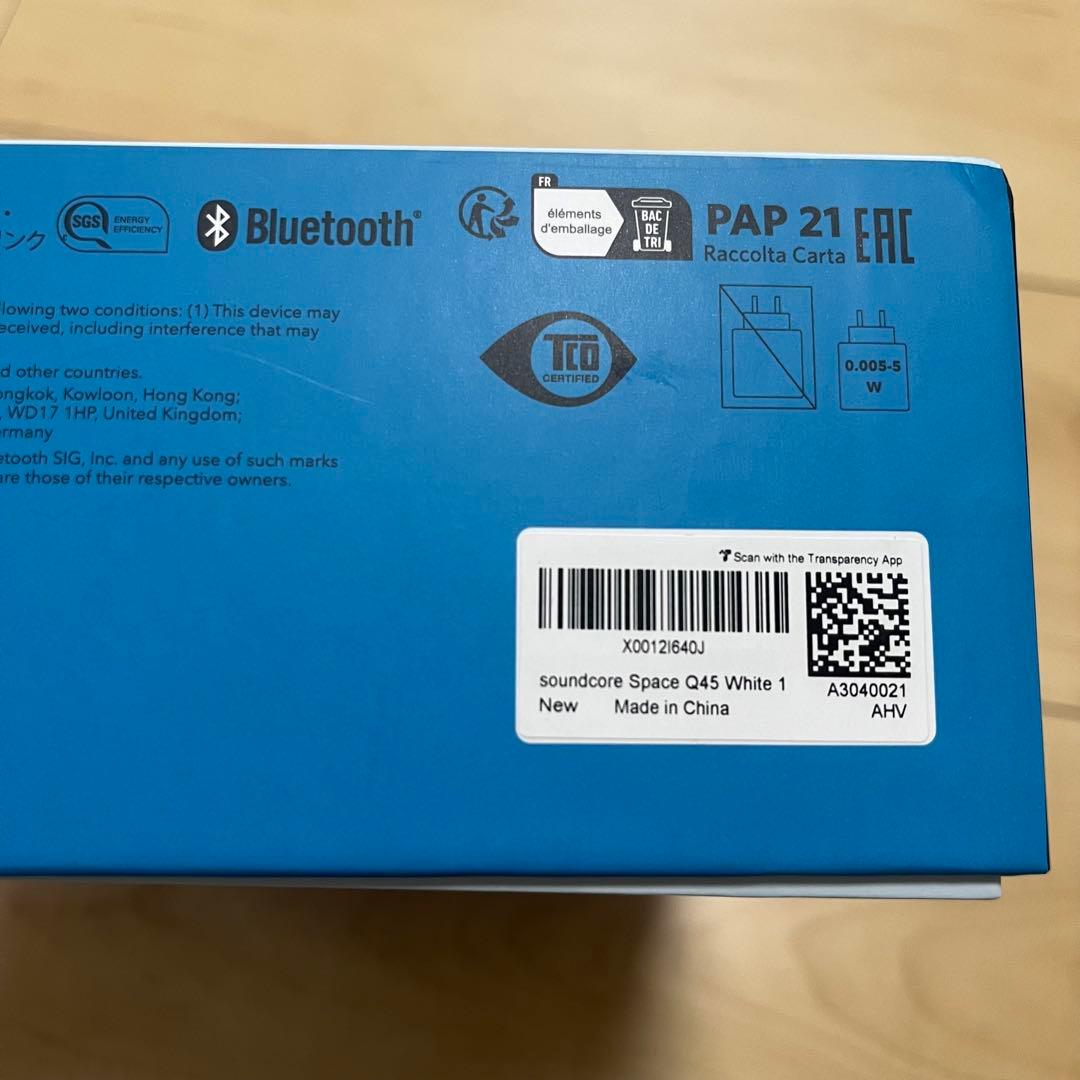 リンク
SGS ENERGY EFFICIENCY
Bluetooth®
FR
éléments
d'emballage
BAC
DE
TRI
PAP 21
Raccolta Carta
EAC
llowing two conditions: (1) This device may
eceived, including interference that may
d other countries.
ongkok, Kowloon, Hong Kong;
, WD17 1HP, United Kingdom;
ermany
etooth SIG, Inc. and any use of such marks
are those of their respective owners.
TCO
CERTIFIED
0.005-5
W
Scan with the Transparency App
X0012I640J
soundcore Space Q45 White 1
New Made in China
A3040021
AHV